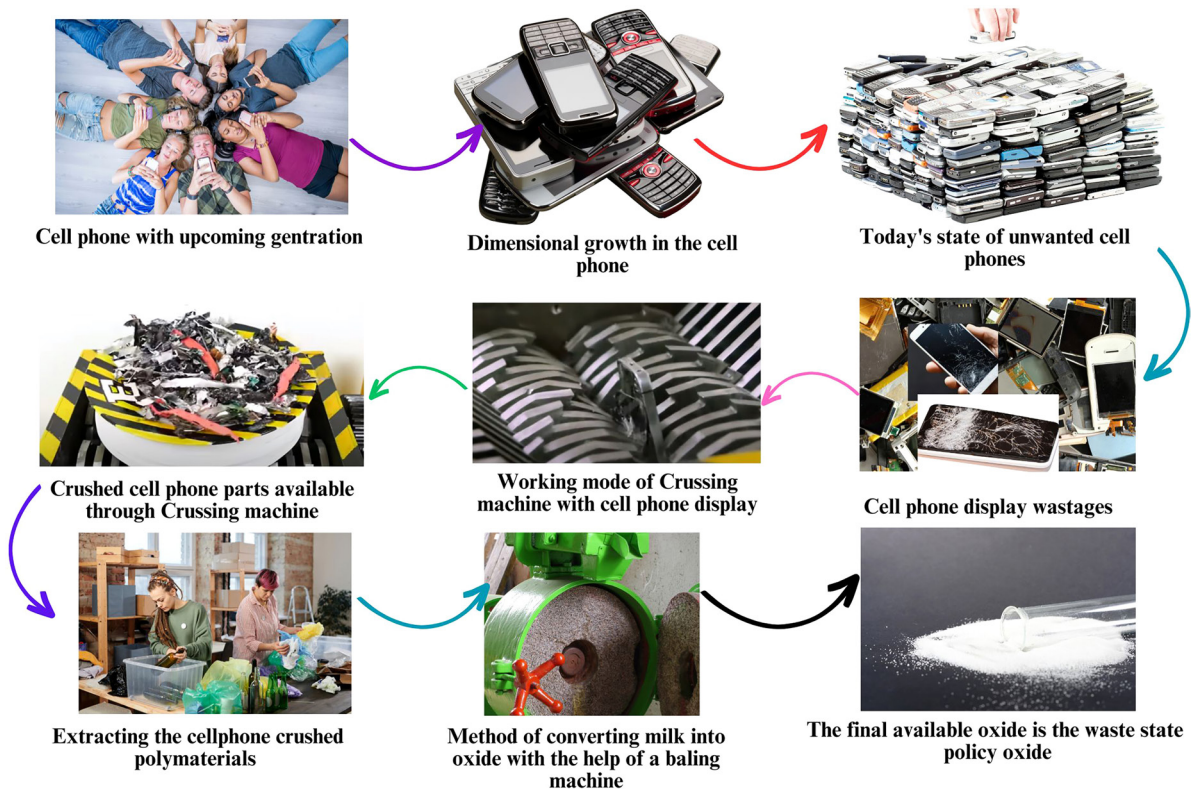 Cell phone with upcoming gentration
Dimensional growth in the cell
phone
Today's state of unwanted cell
phones
Crushed cell phone parts available
through Crussing machine
Working mode of Crussing
machine with cell phone display
Cell phone display wastages
Extracting the cellphone crushed
polymaterials
Method of converting milk into
oxide with the help of a baling
machine
The final available oxide is the waste state
policy oxide